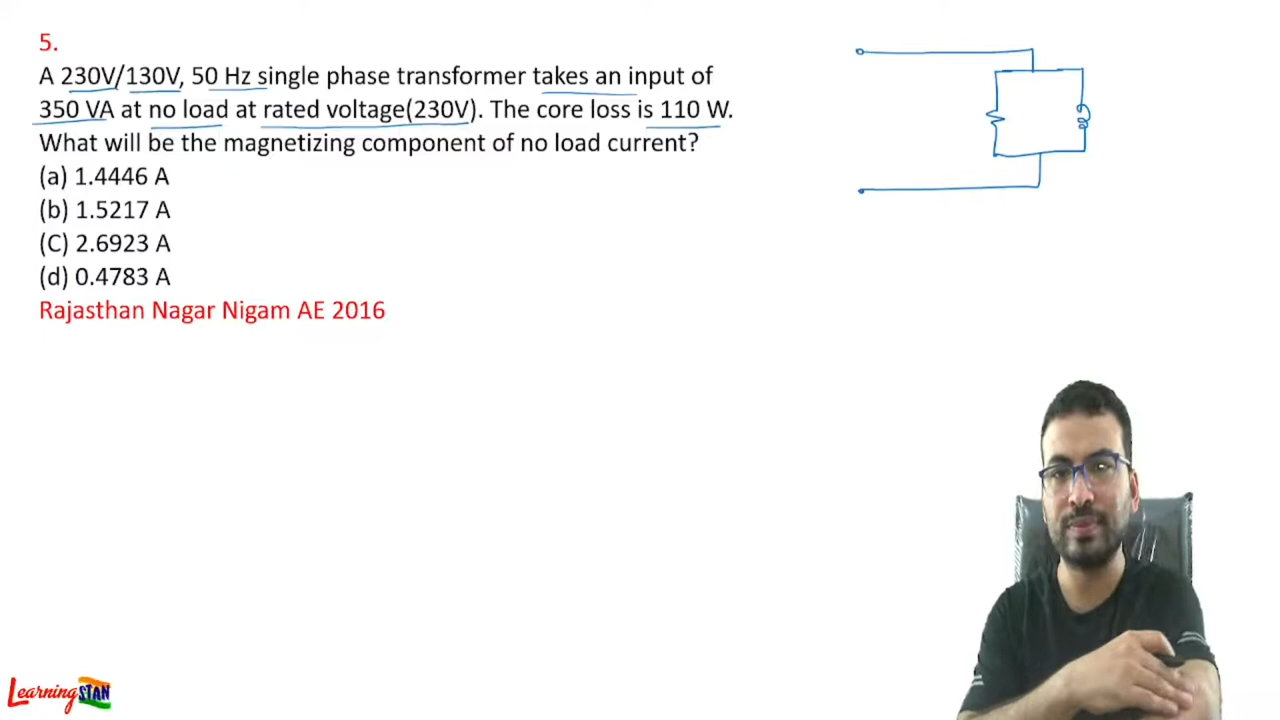 5.
A 230V/130V, 50 Hz single phase transformer takes an input of
350 VA at no load at rated voltage(230V). The core loss is 110 W.
What will be the magnetizing component of no load current?
(a) 1.4446 A
(b) 1.5217 A
(C) 2.6923 A
(d) 0.4783 A
Rajasthan Nagar Nigam AE 2016
Learning STAN